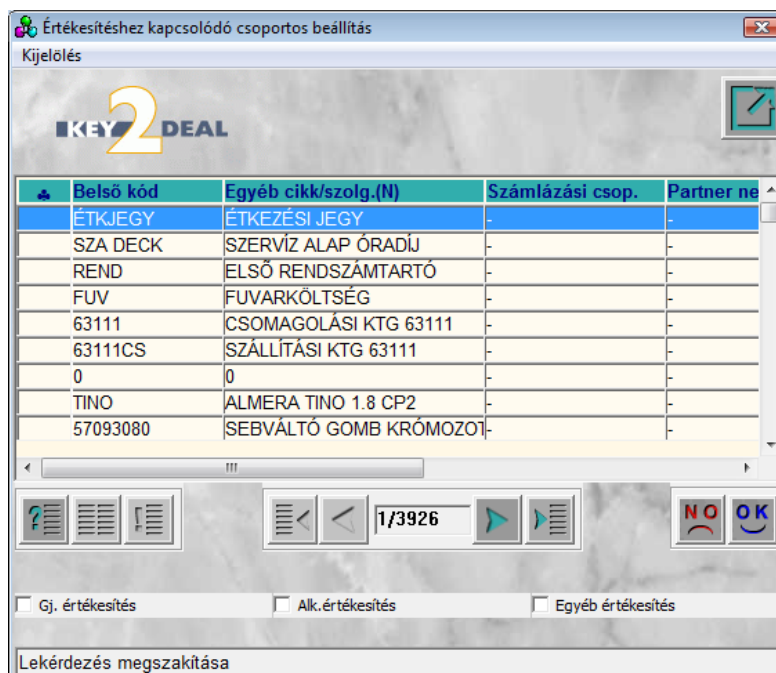 Értékesítéshez kapcsolódó csoportos beállítás
Kijelölés
KEY 2 DEAL
Belső kód Egyéb cikk/szolg.(N) Számlázási csop. Partner ne
ÉTKJEGY ÉTKEZÉSI JEGY - -
SZA DECK SZERVÍZ ALAP ÓRADÍJ - -
REND ELSŐ RENDSZÁMTARTÓ - -
FUV FUVARKÖLTSÉG - -
63111 CSOMAGOLÁSI KTG 63111 - -
63111CS SZÁLLÍTÁSI KTG 63111 - -
0 0 - -
TINO ALMERA TINO 1.8 CP2 - -
57093080 SEBVÁLTÓ GOMB KRÓMOZOT - -
1/3926 NO OK
Gj. értékesítés Alk.értékesítés Egyéb értékesítés
Lekérdezés megszakítása